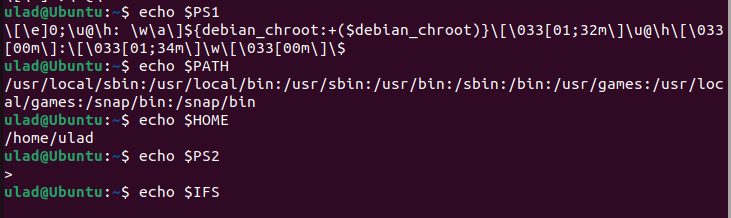 ulad@Ubuntu:~$ echo $PS1
\[\e]0;\u@\h: \w\a\]${debian_chroot:+($debian_chroot)}\[\033[01;32m\]\u@\h\[\033
[00m\]:\[\033[01;34m\]\w\[\033[00m\]\$
ulad@Ubuntu:~$ echo $PATH
/usr/local/sbin:/usr/local/bin:/usr/sbin:/usr/bin:/sbin:/bin:/usr/games:/usr/loc
al/games:/snap/bin:/snap/bin
ulad@Ubuntu:~$ echo $HOME
/home/ulad
ulad@Ubuntu:~$ echo $PS2
>
ulad@Ubuntu:~$ echo $IFS